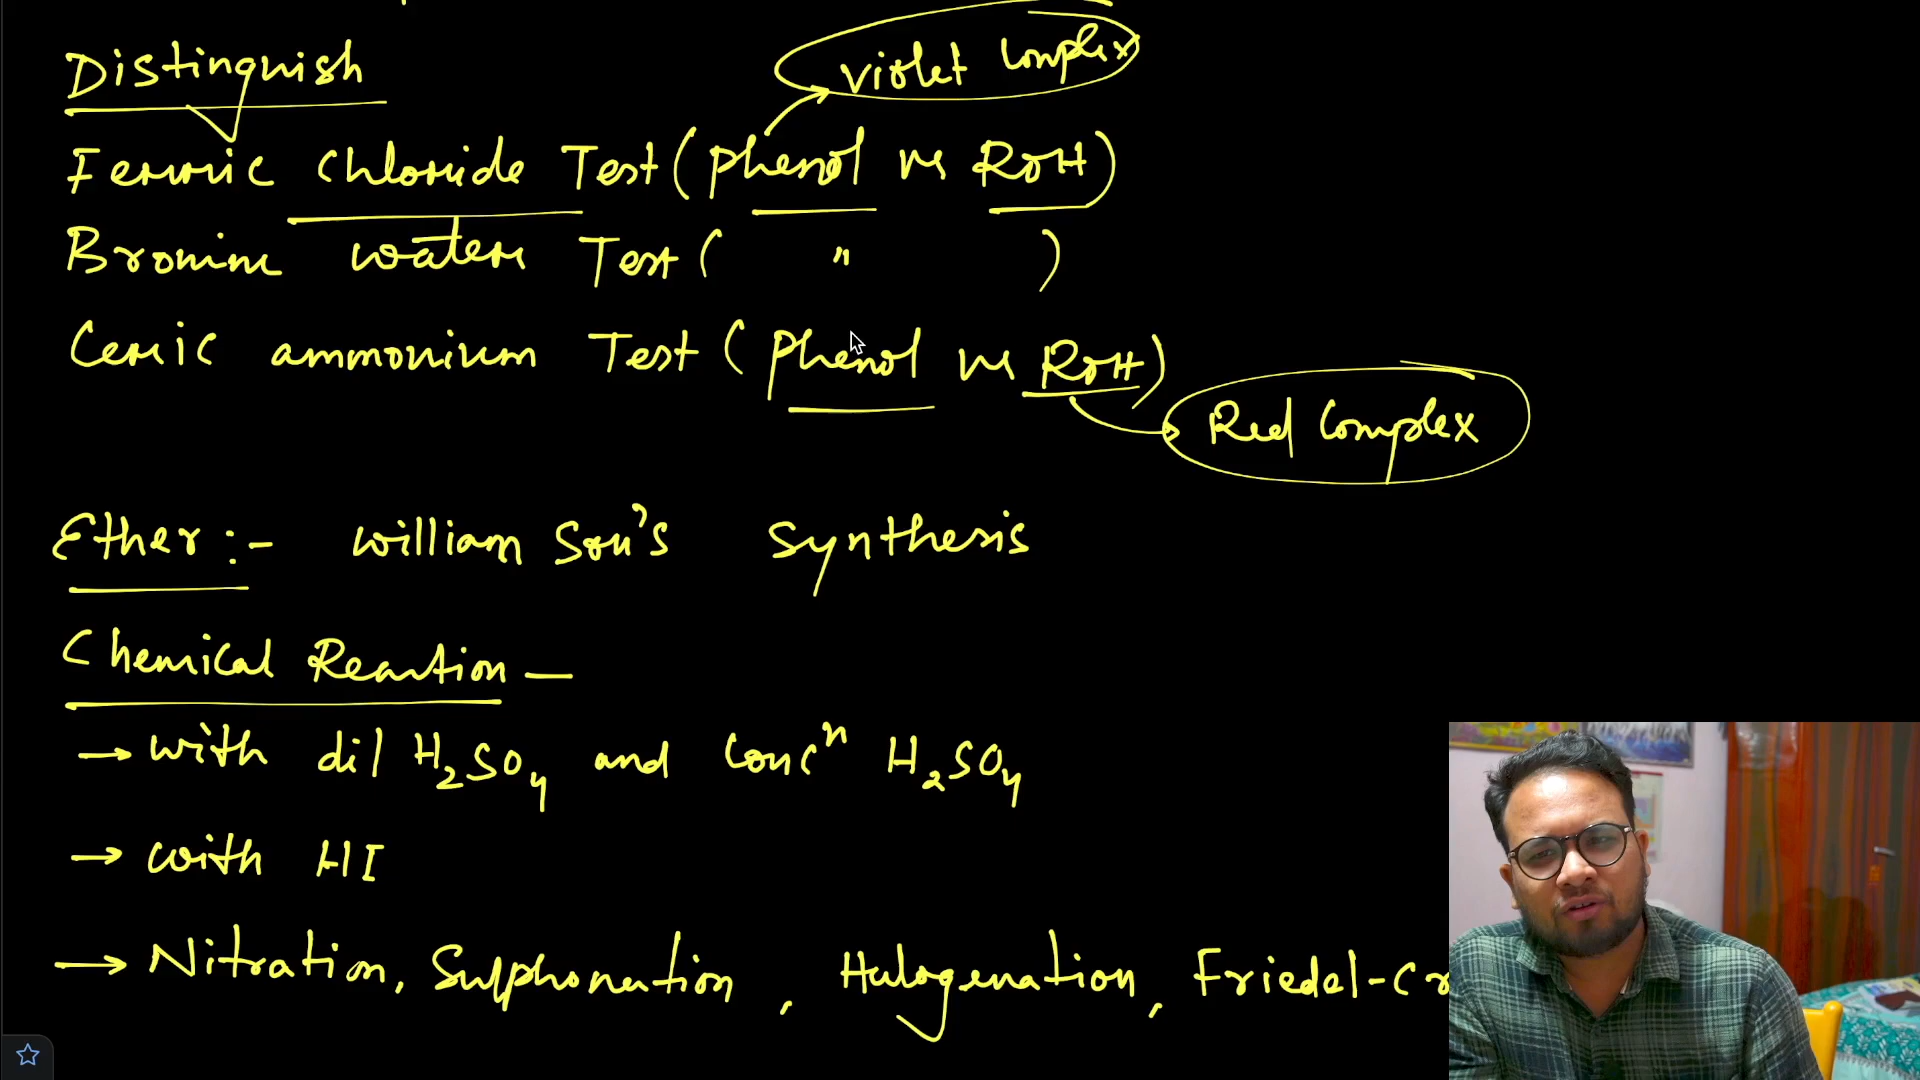 Distinguish
violet Complex
Ferric Chloride Test (phenol vs ROH)
Bromine water Test ( " )
Ceric ammonium Test (phenol vs ROH)
Red Complex
Ether :- William Son's Synthesis
Chemical Reaction —
→ with dil H₂SO₄ and Concⁿ H₂SO₄
→ with HI
→ Nitration, Sulphonation, Halogenation, Friedel-Cr